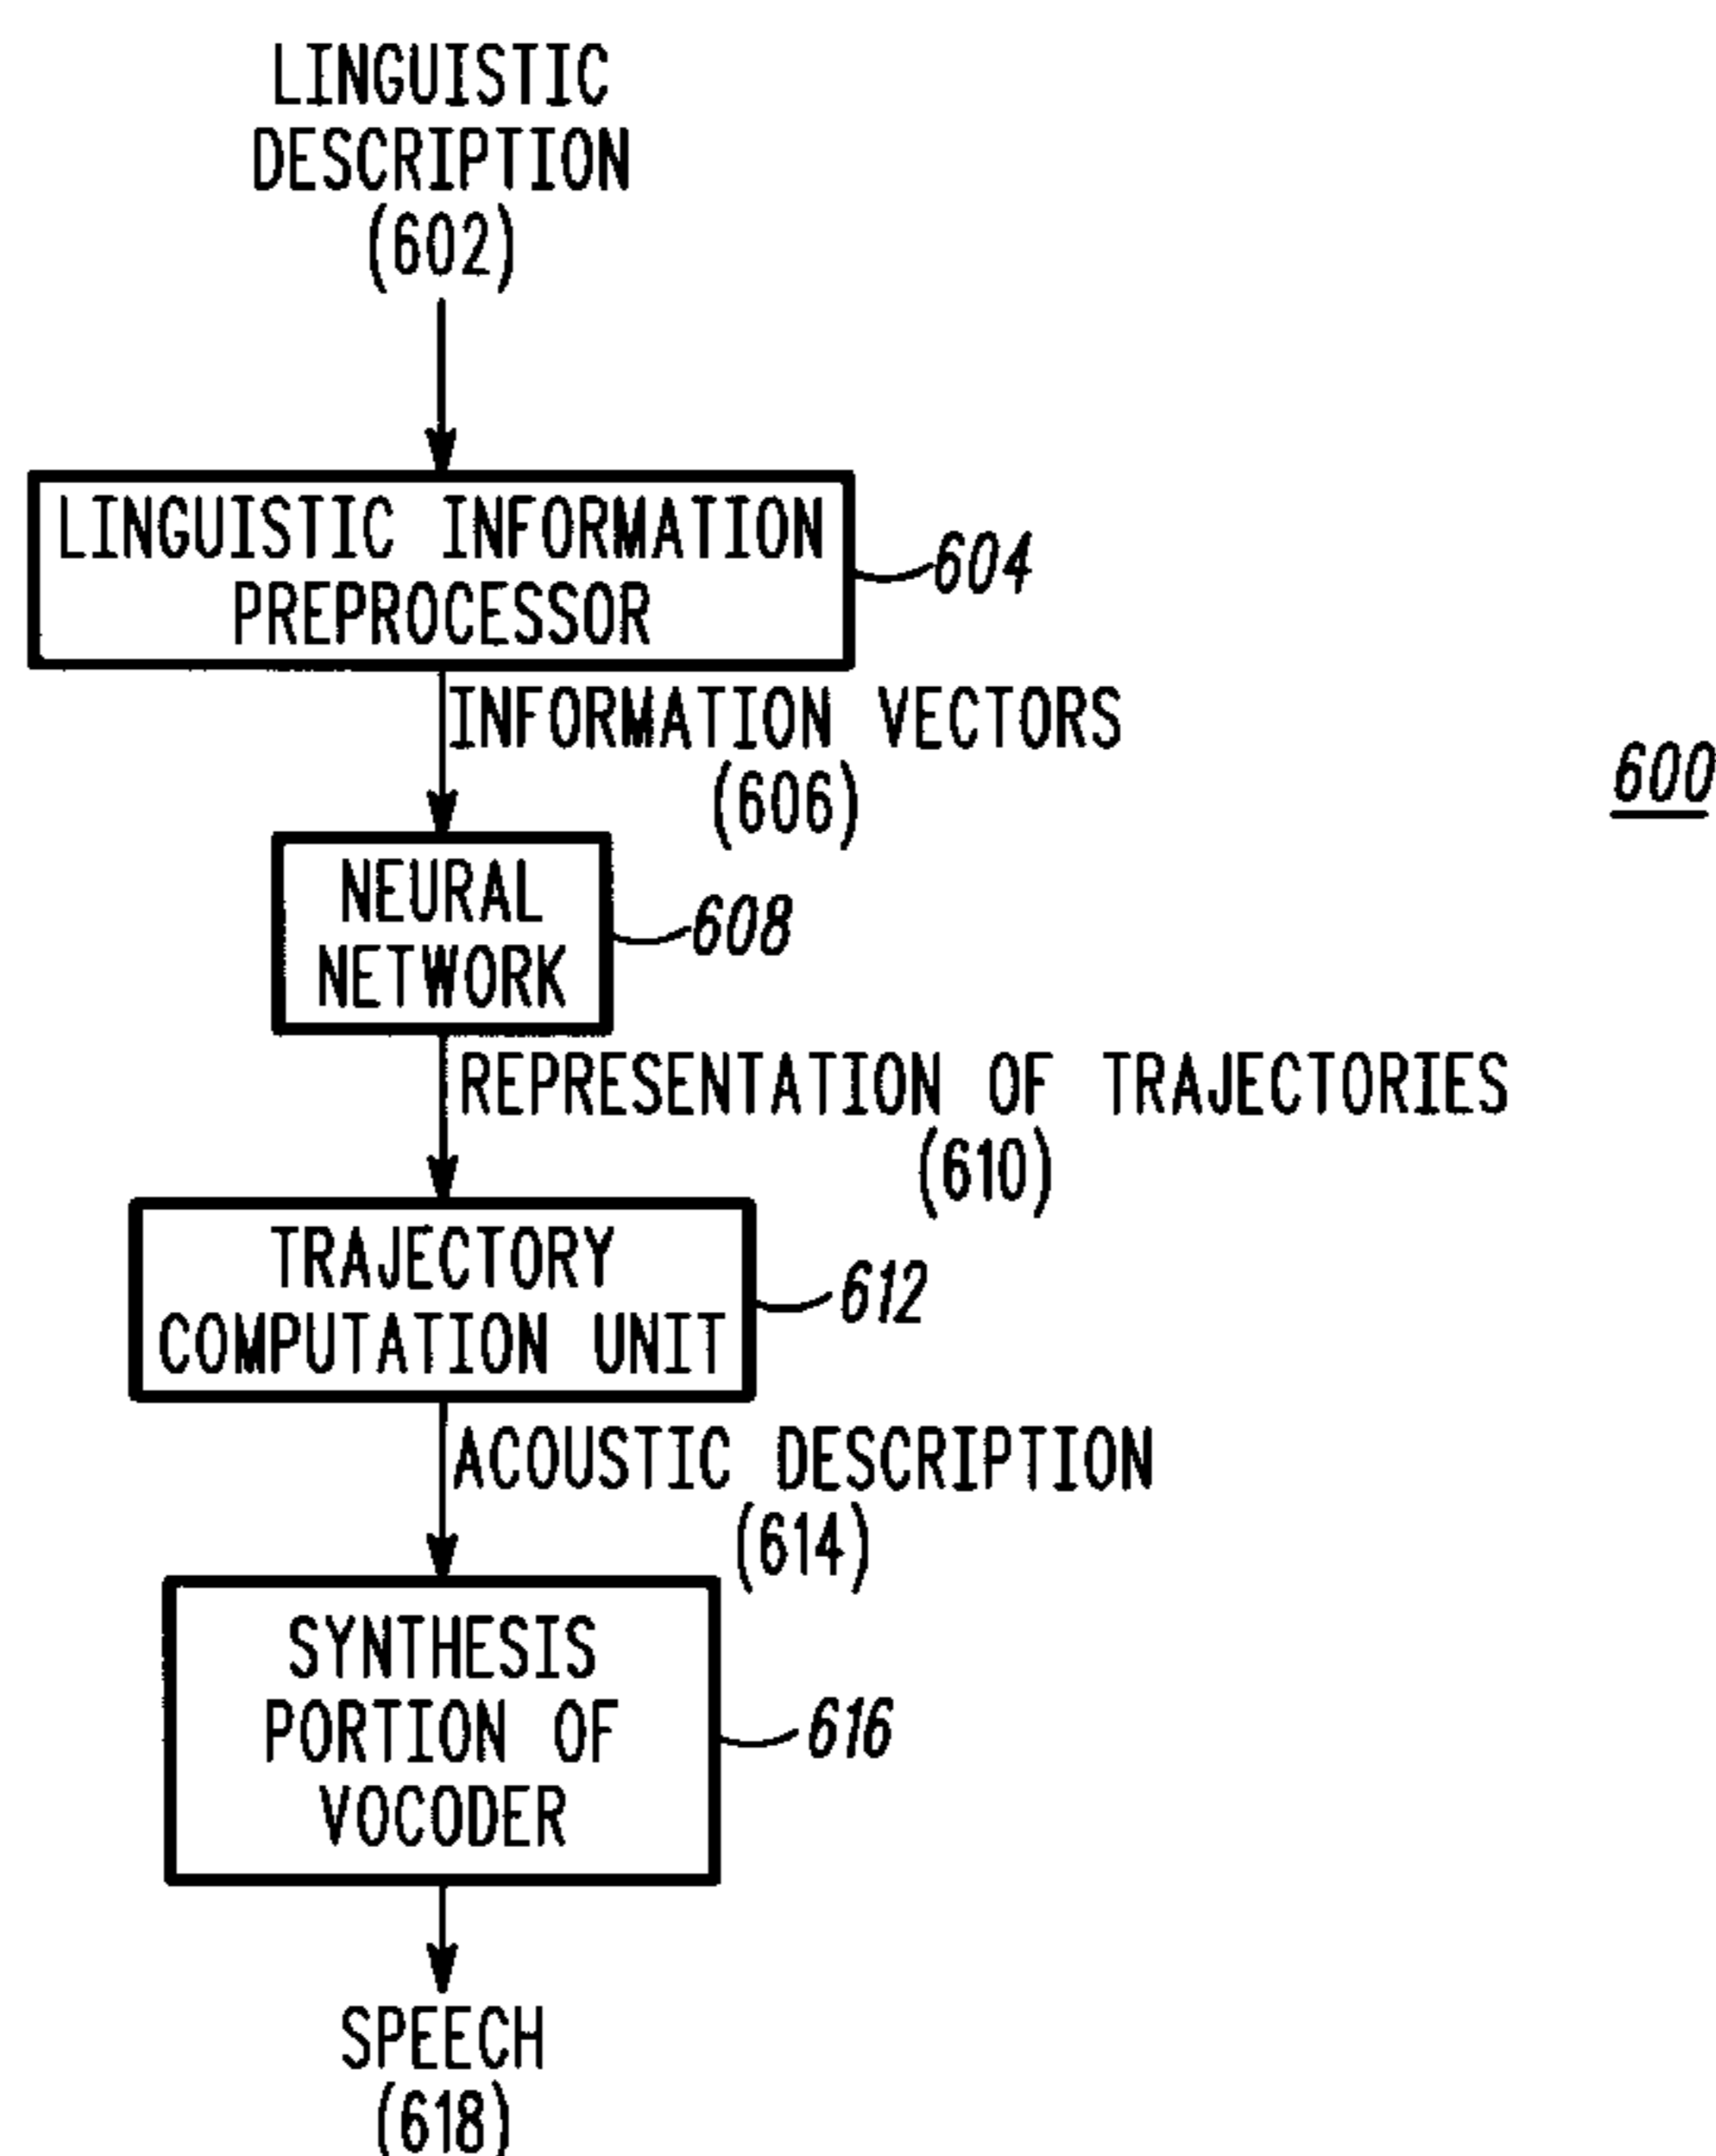 LINGUISTIC
DESCRIPTION
(602)
LINGUISTIC INFORMATION
PREPROCESSOR
604
INFORMATION VECTORS
(606)
600
NEURAL
NETWORK
608
REPRESENTATION OF TRAJECTORIES
(610)
TRAJECTORY
COMPUTATION UNIT
612
ACOUSTIC DESCRIPTION
(614)
SYNTHESIS
PORTION OF
VOCODER
616
SPEECH
(618)